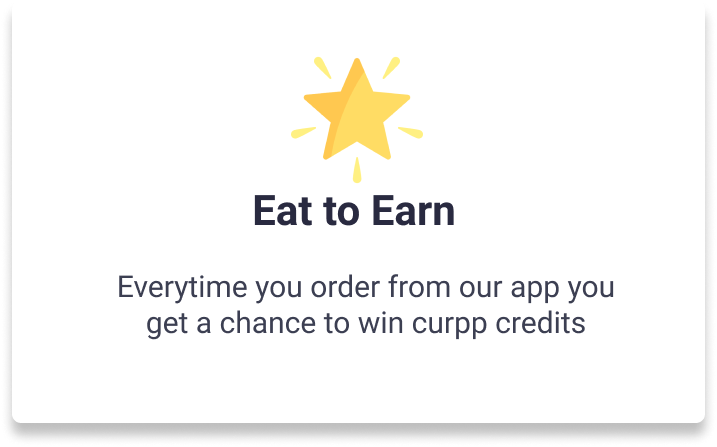 Eat to Earn
Everytime you order from our app you
get a chance to win curpp credits